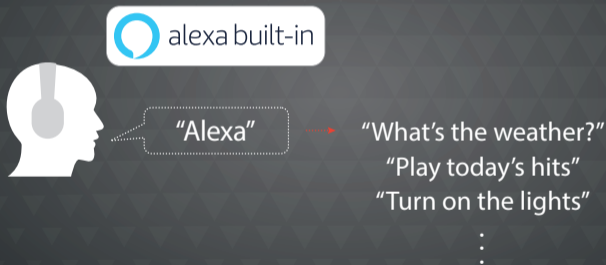 alexa built-in
“Alexa”
“What’s the weather?”
“Play today’s hits”
“Turn on the lights”